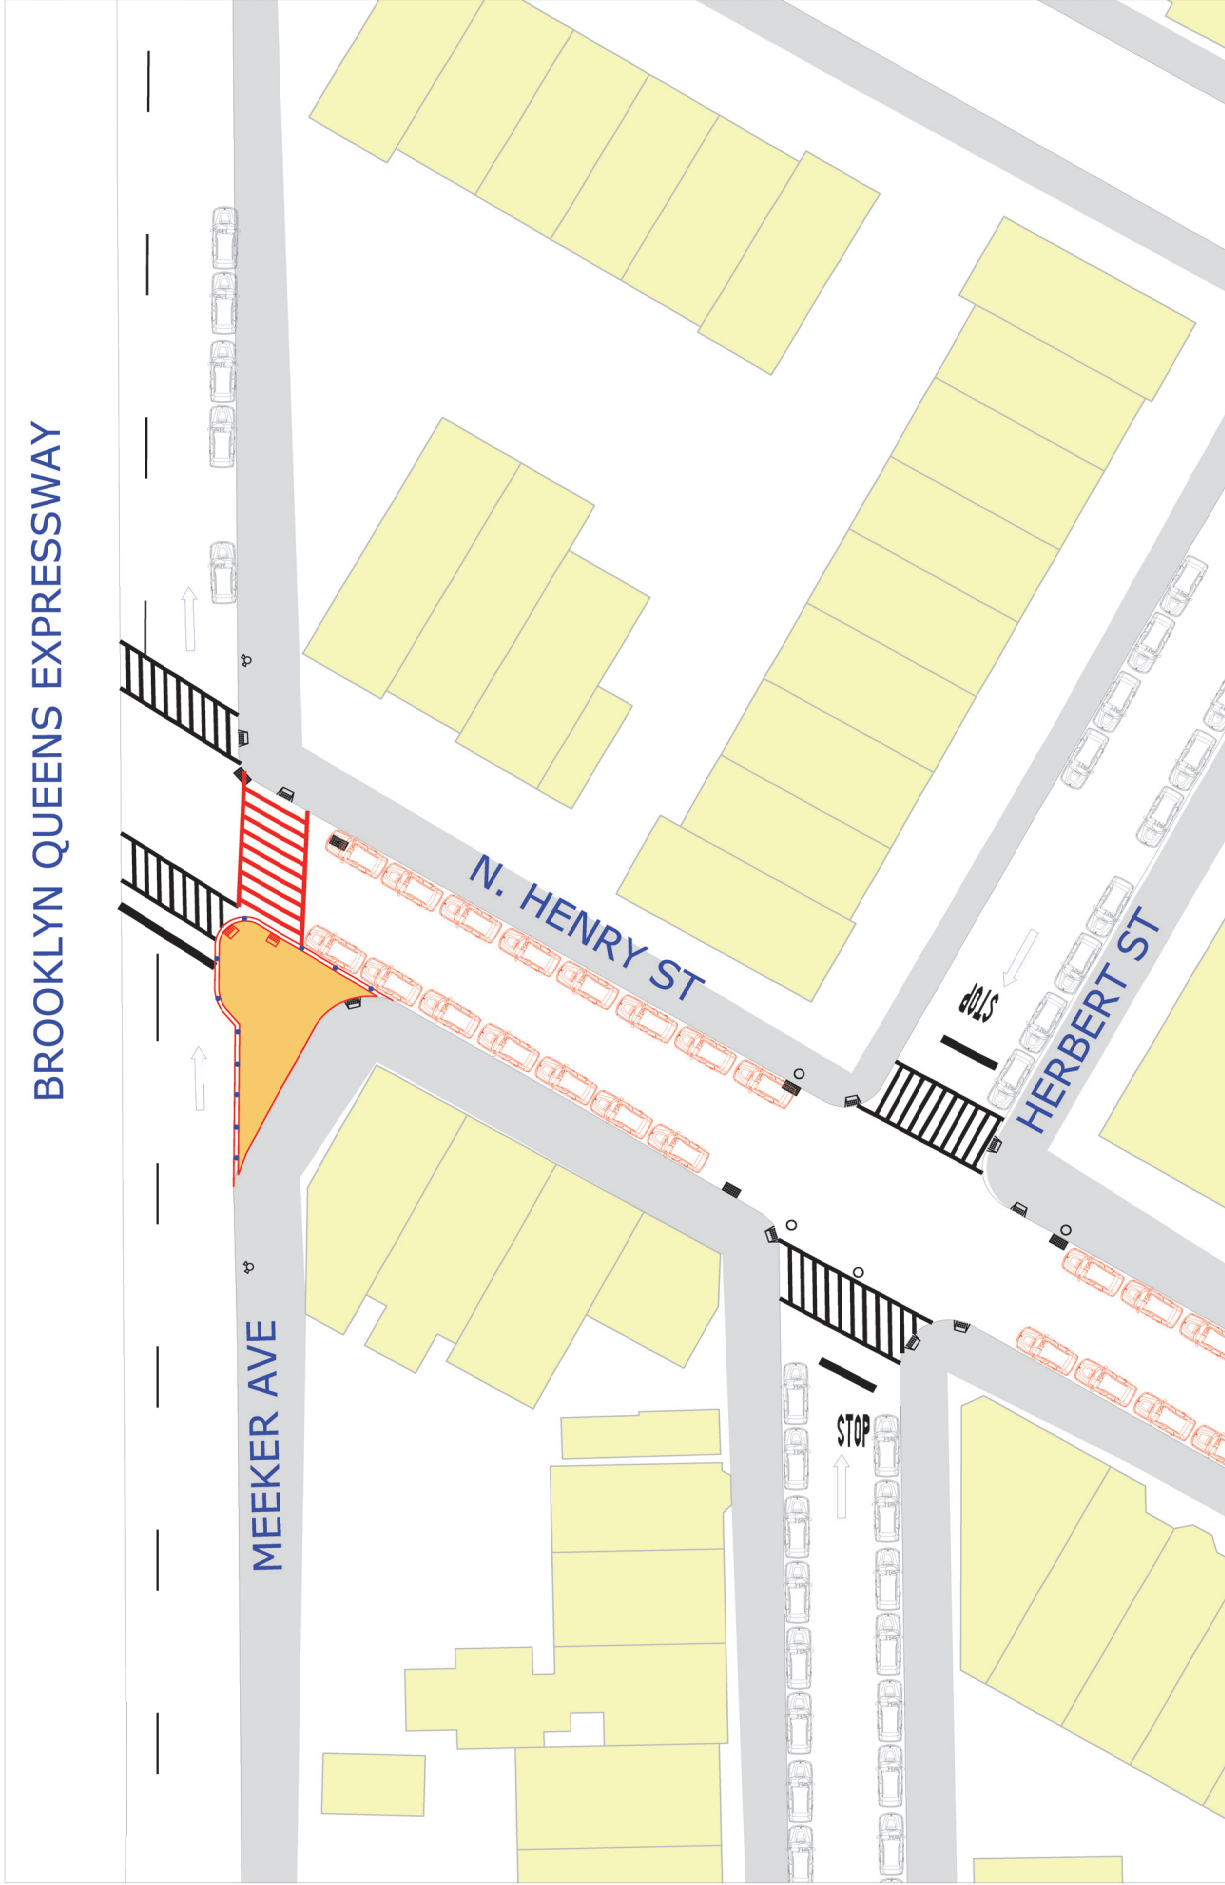 BROOKLYN QUEENS EXPRESSWAY
N. HENRY ST
STOP
HERBERT ST
MEEKER AVE
STOP